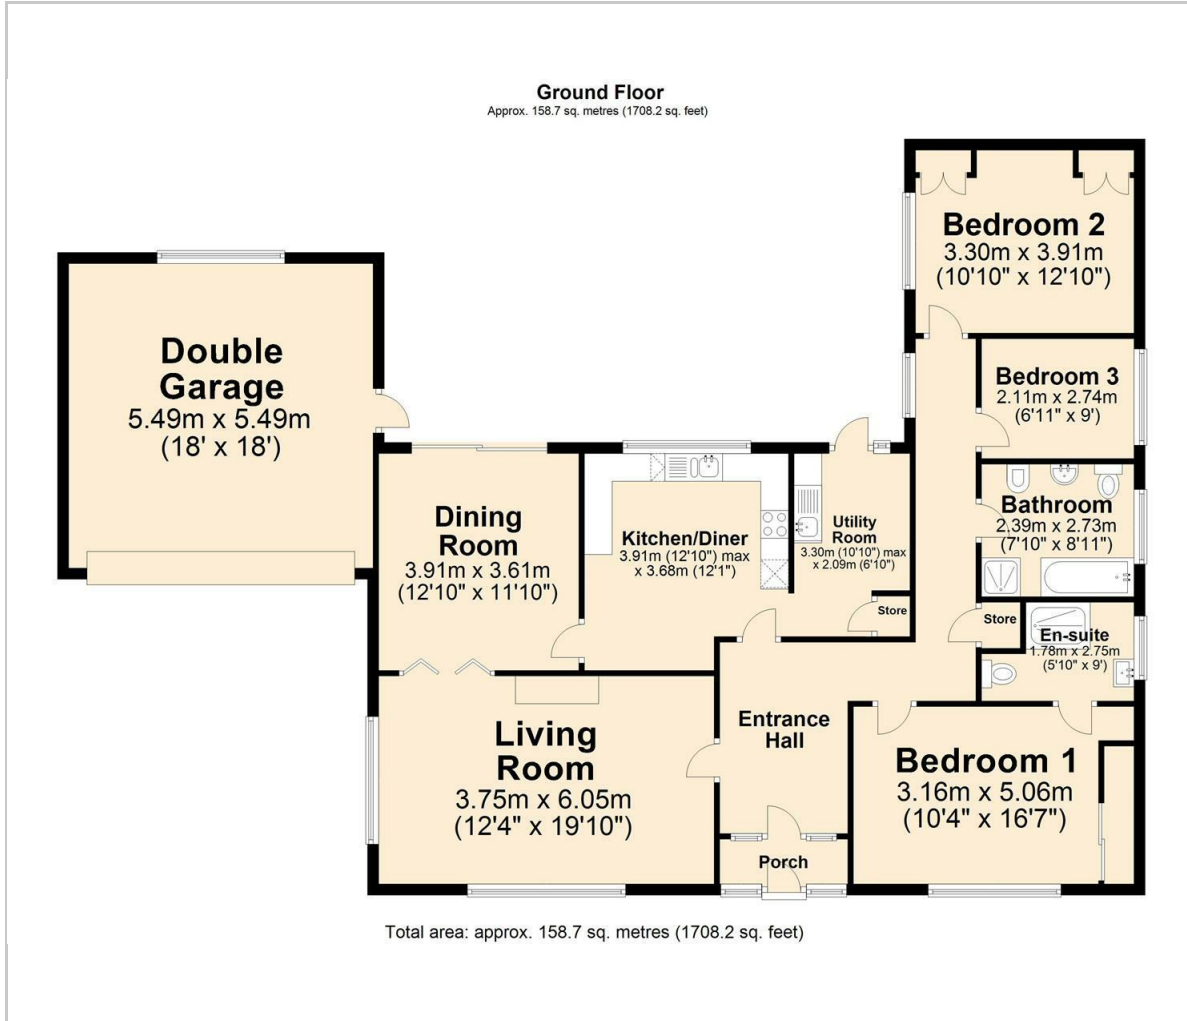 Ground Floor
Approx. 158.7 sq. metres (1708.2 sq. feet)
Bedroom 2
3.30m x 3.91m
(10'10" x 12'10")
Double
Garage
5.49m x 5.49m
(18' x 18')
Bedroom 3
2.11m x 2.74m
(6'11" x 9')
Dining
Room
3.91m x 3.61m
(12'10" x 11'10")
Kitchen/Diner
3.91m (12'10") max
x 3.68m (12'1")
Utility
Room
3.30m (10'10") max
x 2.09m (6'10")
Bathroom
2.39m x 2.73m
(7'10" x 8'11")
Store
Store
En-suite
1.78m x 2.75m
(5'10" x 9')
Living
Room
3.75m x 6.05m
(12'4" x 19'10")
Entrance
Hall
Bedroom 1
3.16m x 5.06m
(10'4" x 16'7")
Porch
Total area: approx. 158.7 sq. metres (1708.2 sq. feet)